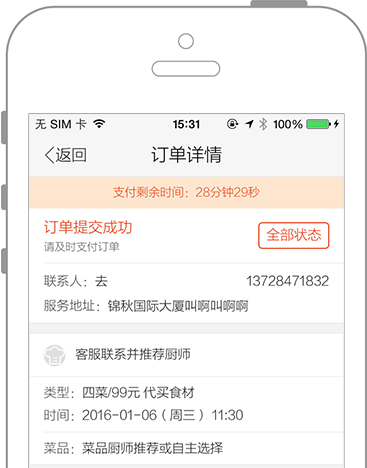 无 SIM 卡 15:31 100%
返回 订单详情
支付剩余时间：28分钟29秒
订单提交成功 全部状态
请及时支付订单
联系人：去 13728471832
服务地址：锦秋国际大厦叫啊叫啊啊
客服联系并推荐厨师
类型：四菜/99元 代买食材
时间：2016-01-06（周三） 11:30
菜品：菜品厨师推荐或自主选择